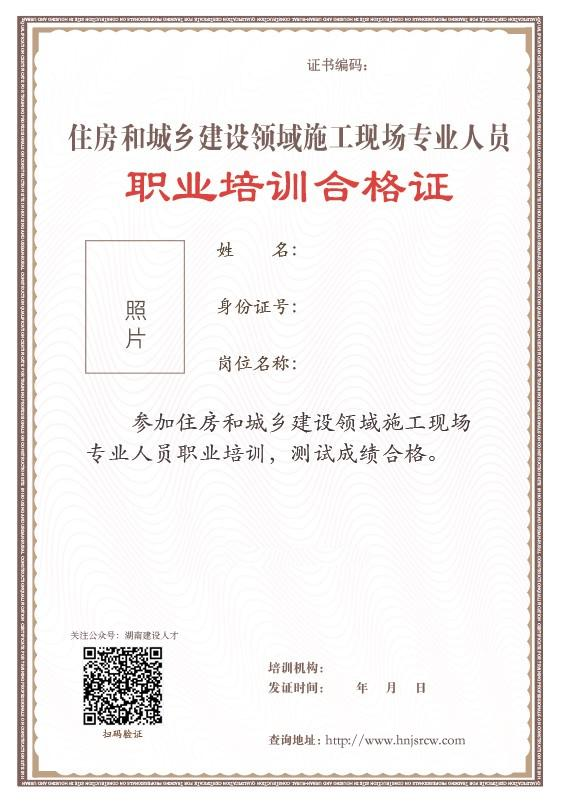 证书编码：
住房和城乡建设领域施工现场专业人员
职业培训合格证
姓 名：
照片
身份证号：
岗位名称：
参加住房和城乡建设领域施工现场
专业人员职业培训，测试成绩合格。
关注公众号：湖南建设人才
扫码验证
培训机构：
发证时间： 年 月 日
查询地址：http://www.hnjsrcw.com